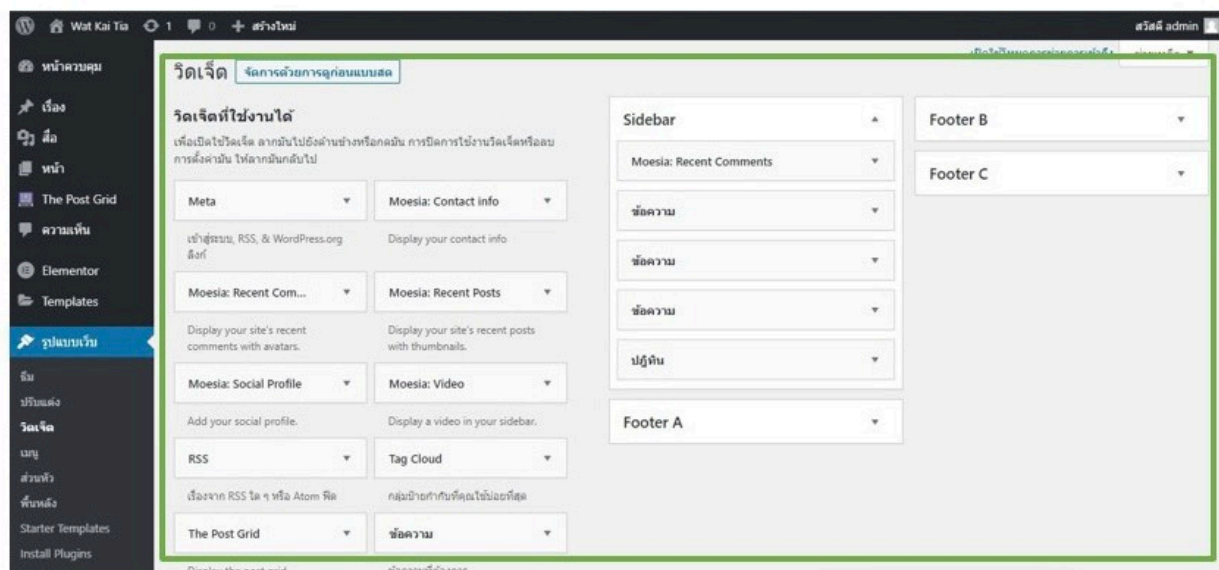 Wat Kai Tia
1
0
สร้างใหม่
สวัสดี admin
หน้าควบคุม
เรื่อง
สื่อ
หน้า
The Post Grid
ความเห็น
Elementor
Templates
รูปแบบเว็บ
ธีม
ปรับแต่ง
วิดเจ็ต
เมนู
ส่วนหัว
พื้นหลัง
Starter Templates
Install Plugins
วิดเจ็ต
จัดการด้วยการดูก่อนแบบสด
วิดเจ็ตที่ใช้งานได้
เพื่อเปิดใช้วิดเจ็ต ลากมันไปยังด้านข้างหรือกดมัน การปิดการใช้งานวิดเจ็ตหรือลบ
การตั้งค่ามัน ให้ลากมันกลับไป
Meta
Moesia: Contact info
เข้าสู่ระบบ, RSS, & WordPress.org
ลิงก์
Display your contact info
Moesia: Recent Com...
Moesia: Recent Posts
Display your site's recent
comments with avatars.
Display your site's recent posts
with thumbnails.
Moesia: Social Profile
Moesia: Video
Add your social profile.
Display a video in your sidebar.
RSS
Tag Cloud
เรื่องจาก RSS ใด ๆ หรือ Atom ฟีด
กลุ่มป้ายกำกับที่คุณใช้บ่อยที่สุด
The Post Grid
ข้อความ
Display the post grid
Sidebar
Moesia: Recent Comments
ข้อความ
ข้อความ
ข้อความ
ปฏิทิน
Footer A
Footer B
Footer C